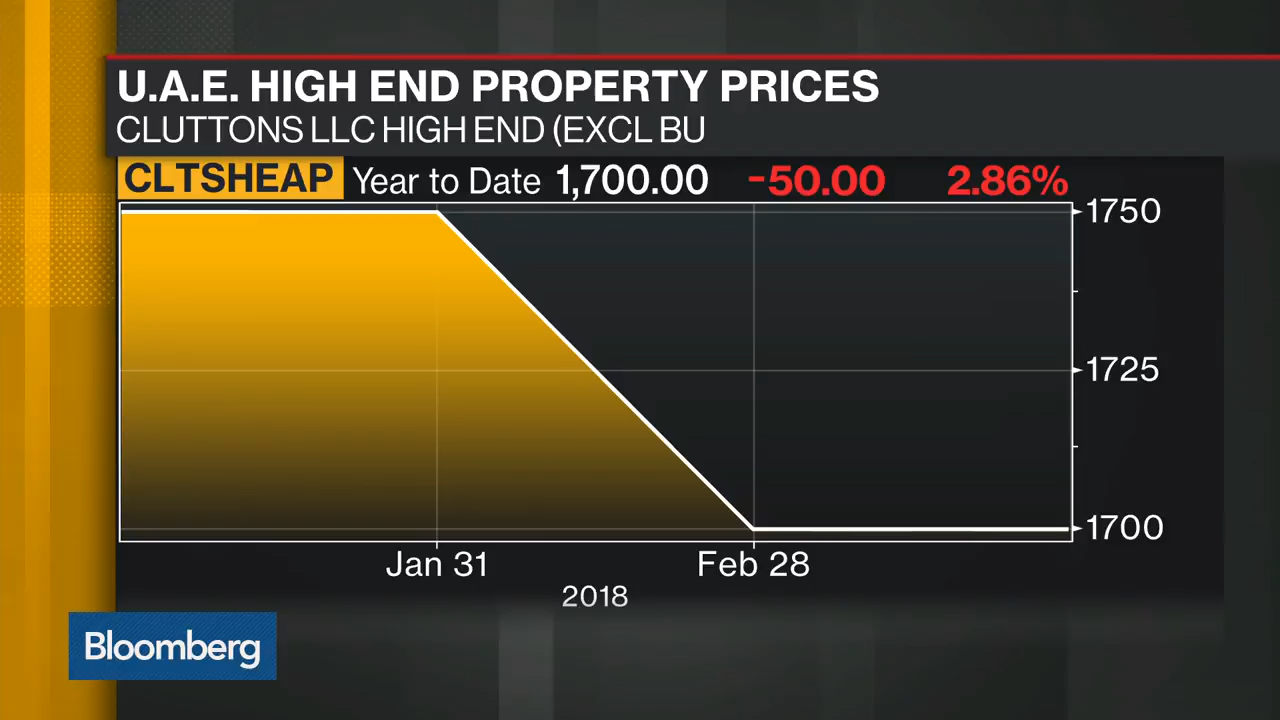 U.A.E. HIGH END PROPERTY PRICES
CLUTTONS LLC HIGH END (EXCL BU
CLTSHEAP Year to Date 1,700.00 -50.00 2.86%
1750
1725
1700
Jan 31 Feb 28
2018
Bloomberg